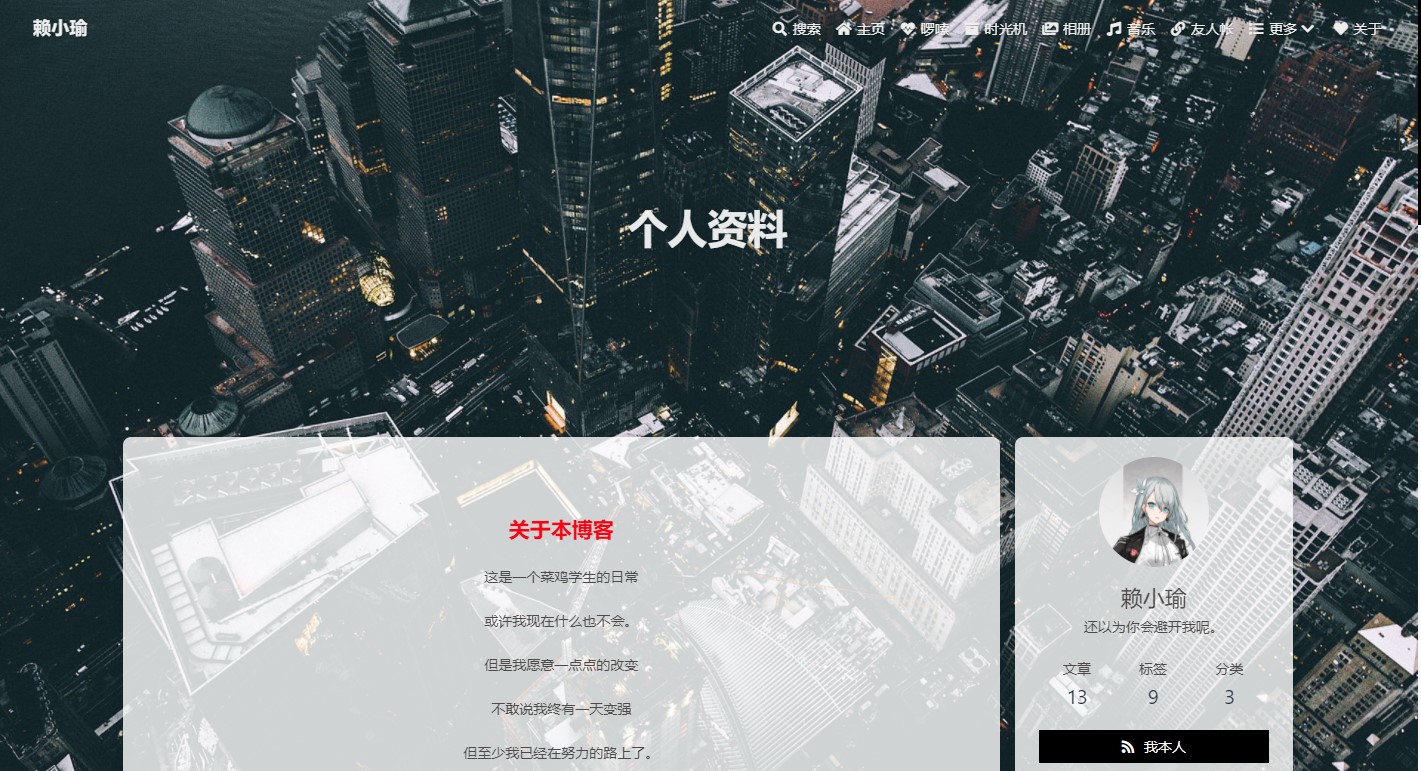 赖小瑜
搜索 主页 啰嗦 时光机 相册 音乐 友人帐 更多 关于
个人资料
关于本博客
这是一个菜鸡学生的日常
或许我现在什么也不会。
但是我愿意一点点的改变
不敢说我终有一天变强
但至少我已经在努力的路上了。
赖小瑜
还以为你会避开我呢。
文章 标签 分类
13 9 3
我本人